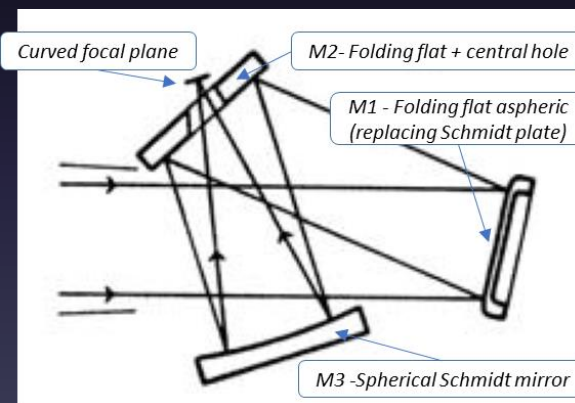 Curved focal plane
M2- Folding flat + central hole
M1 - Folding flat aspheric
(replacing Schmidt plate)
M3 -Spherical Schmidt mirror